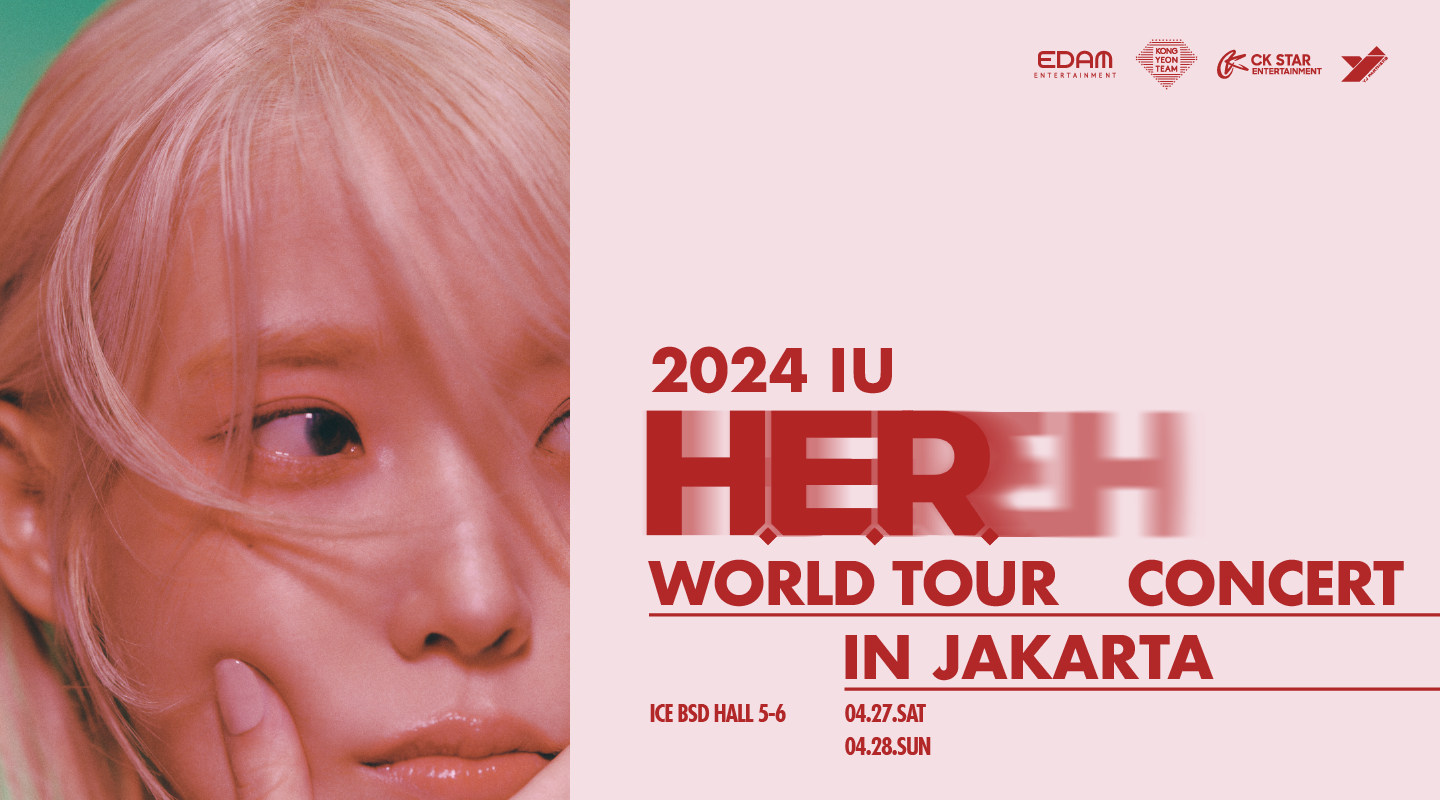 EDAM
ENTERTAINMENT
KONG
YEON
TEAM
CK STAR
ENTERTAINMENT
2024 IU
H.E.R.EH
WORLD TOUR CONCERT
IN JAKARTA
ICE BSD HALL 5-6
04.27.SAT
04.28.SUN